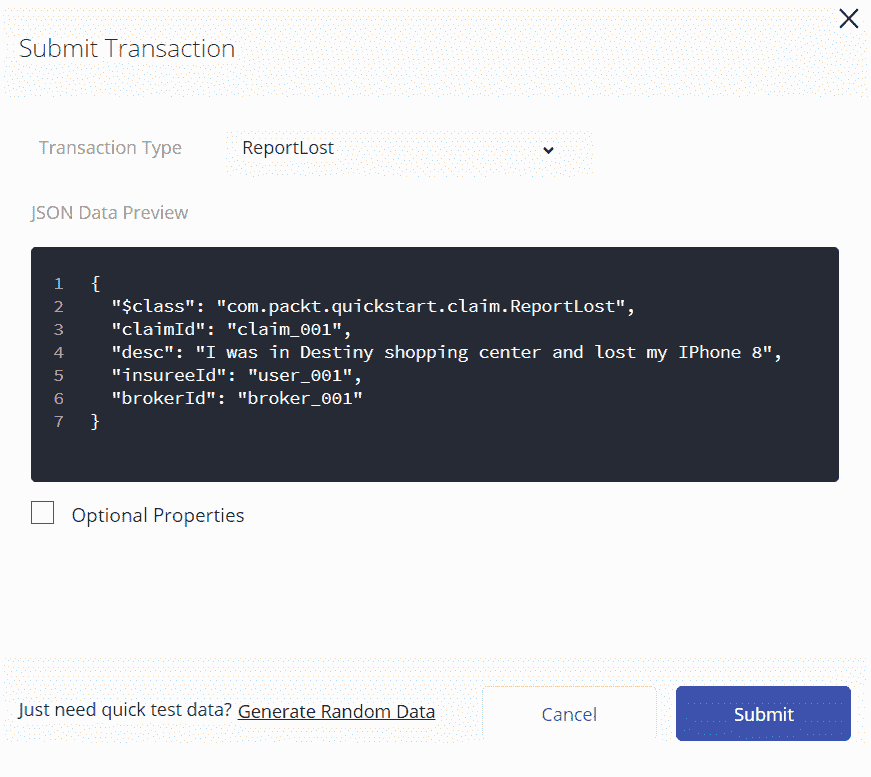 Submit Transaction
Transaction Type ReportLost
JSON Data Preview
1 {
2   "$class": "com.packt.quickstart.claim.ReportLost",
3   "claimId": "claim_001",
4   "desc": "I was in Destiny shopping center and lost my IPhone 8",
5   "insureeId": "user_001",
6   "brokerId": "broker_001"
7 }
Optional Properties
Just need quick test data? Generate Random Data Cancel Submit